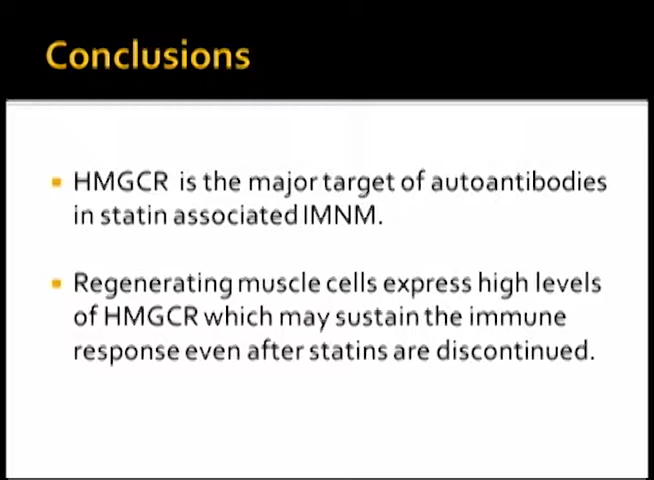 Conclusions
HMGCR is the major target of autoantibodies
in statin associated IMNM.
Regenerating muscle cells express high levels
of HMGCR which may sustain the immune
response even after statins are discontinued.